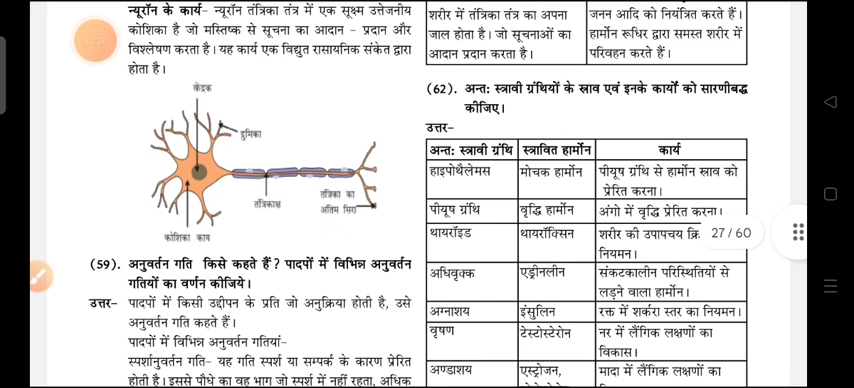 न्यूरॉन के कार्य– न्यूरॉन तंत्रिका तंत्र में एक सूक्ष्म उत्तेजनीय
कोशिका है जो मस्तिष्क से सूचना का आदान - प्रदान और
विश्लेषण करता है। यह कार्य एक विद्युत रासायनिक संकेत द्वारा
होता है।
37:20
केंद्रक
द्रुमिका
तंत्रिकाक्ष
तंत्रिका का
अंतिम सिरा
कोशिका काय
(59). अनुवर्तन गति किसे कहते हैं? पादपों में विभिन्न अनुवर्तन
गतियों का वर्णन कीजिये।
उत्तर– पादपों में किसी उद्दीपन के प्रति जो अनुक्रिया होती है, उसे
अनुवर्तन गति कहते हैं।
पादपों में विभिन्न अनुवर्तन गतियां–
स्पर्शानुवर्तन गति– यह गति स्पर्श या सम्पर्क के कारण प्रेरित
होती है। इससे पौधे का वह भाग जो स्पर्श में नहीं रहता, अधिक
शरीर में तंत्रिका तंत्र का अपना
जाल होता है। जो सूचनाओं का
आदान प्रदान करता है।
जनन आदि को नियंत्रित करते हैं।
हार्मोन रूधिर द्वारा समस्त शरीर में
परिवहन करते हैं।
(62). अन्त: स्त्रावी ग्रंथियों के स्राव एवं इनके कार्यों को सारणीबद्ध
कीजिए।
उत्तर–
अन्त: स्त्रावी ग्रंथि स्त्रावित हार्मोन कार्य
हाइपोथैलेमस मोचक हार्मोन पीयूष ग्रंथि से हार्मोन स्राव को
प्रेरित करना।
पीयूष ग्रंथि वृद्धि हार्मोन अंगो में वृद्धि प्रेरित करना।
थायरॉइड थायरॉक्सिन शरीर की उपापचय क्रि
27/60
नियमन।
अधिवृक्क एड्रीनलीन संकटकालीन परिस्थितियों से
लड़ने वाला हार्मोन।
अग्नाशय इंसुलिन रक्त में शर्करा स्तर का नियमन।
वृषण टेस्टोस्टेरोन नर में लैंगिक लक्षणों का
विकास।
अण्डाशय एस्ट्रोजन, मादा में लैंगिक लक्षणों का